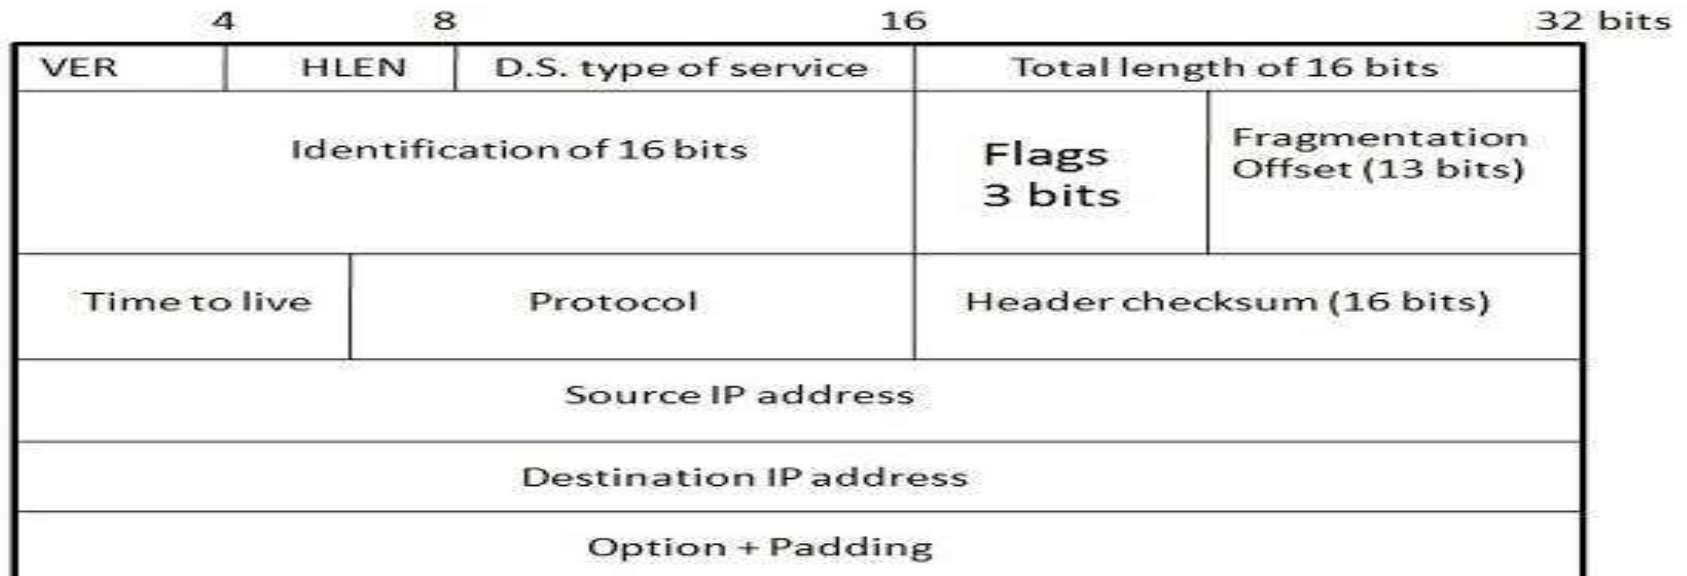 4 8 16 32 bits
VER HLEN D.S. type of service Total length of 16 bits
Identification of 16 bits
Flags
3 bits
Fragmentation
Offset (13 bits)
Time to live Protocol Header checksum (16 bits)
Source IP address
Destination IP address
Option + Padding